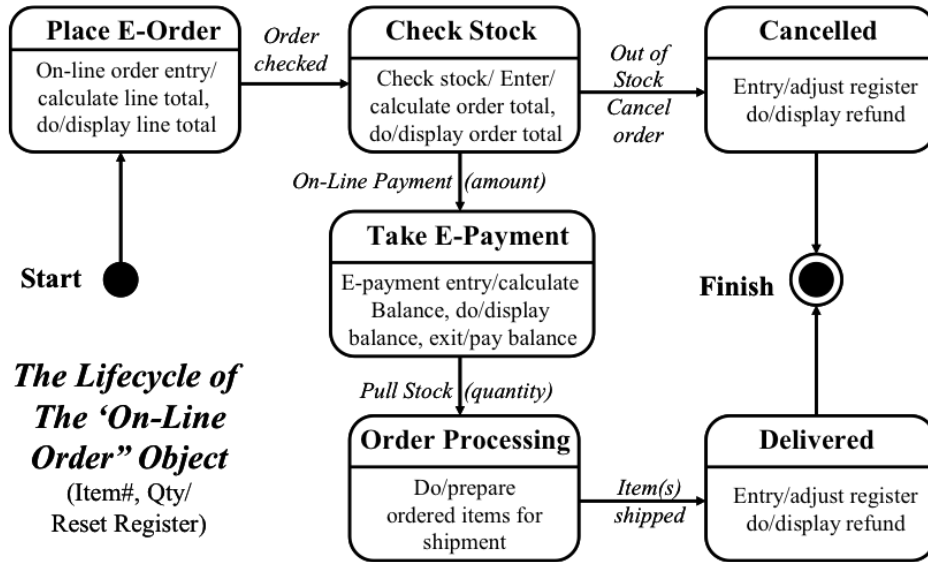 Place E-Order
On-line order entry/
calculate line total,
do/display line total
Order
checked
Check Stock
Check stock/ Enter/
calculate order total,
do/display order total
Out of
Stock
Cancel
order
Cancelled
Entry/adjust register
do/display refund
On-Line Payment (amount)
Take E-Payment
E-payment entry/calculate
Balance, do/display
balance, exit/pay balance
Start
Finish
Pull Stock (quantity)
The Lifecycle of
The ‘On-Line
Order” Object
(Item#, Qty/
Reset Register)
Order Processing
Do/prepare
ordered items for
shipment
Item(s)
shipped
Delivered
Entry/adjust register
do/display refund